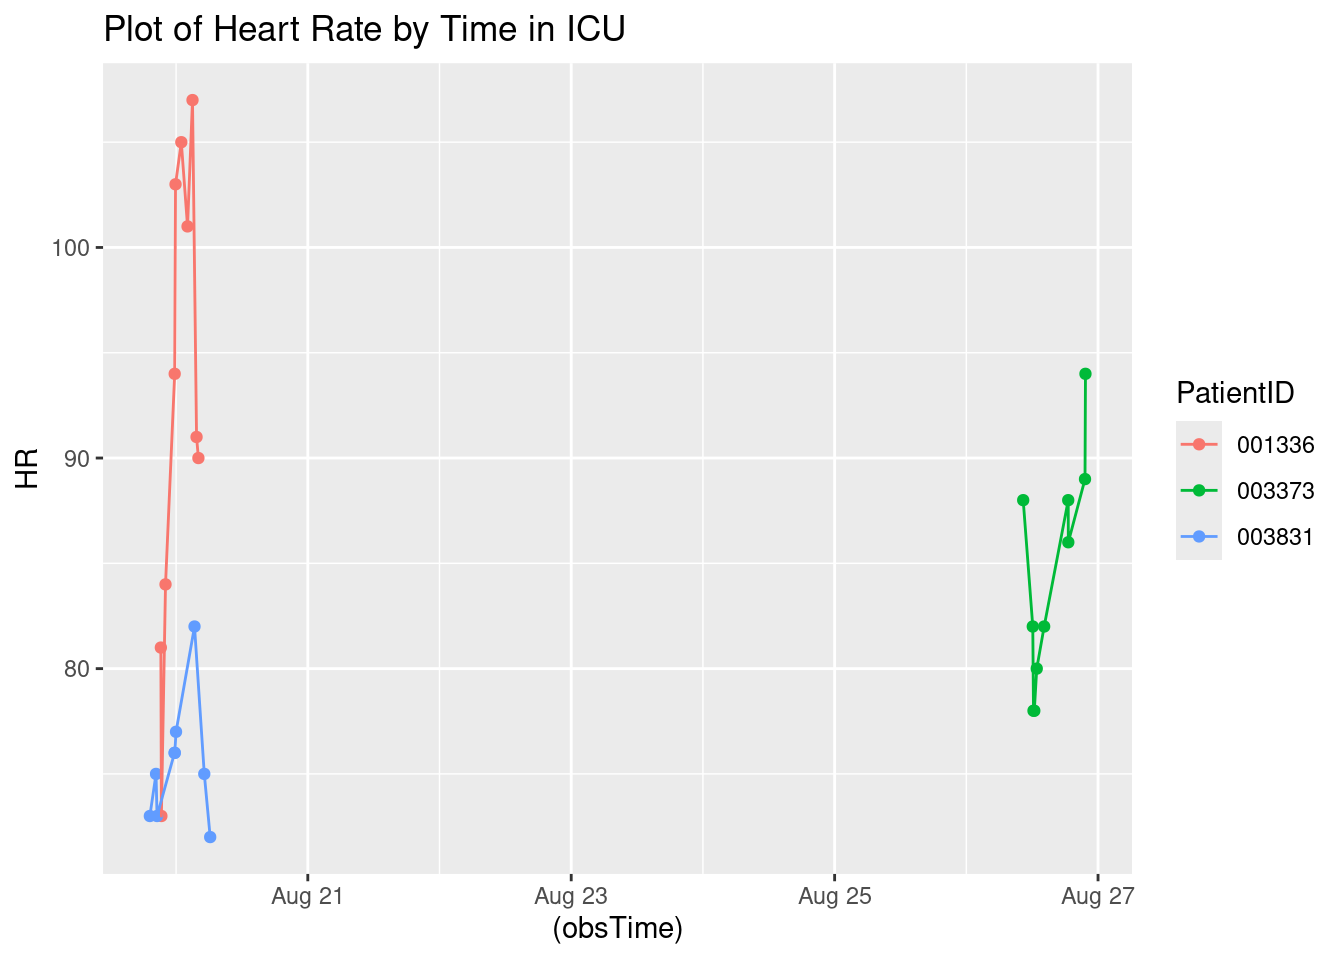 Plot of Heart Rate by Time in ICU
100
90
80
HR
Aug 21
Aug 23
Aug 25
Aug 27
(obsTime)
PatientID
001336
003373
003831